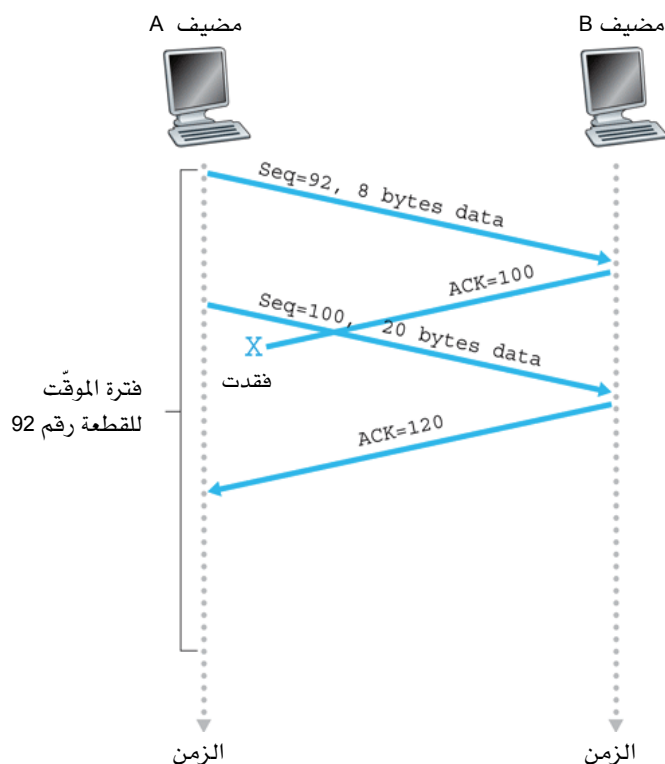 مضيف A
مضيف B
Seq=92, 8 bytes data
ACK=100
Seq=100, 20 bytes data
X
فقدت
فترة الموقّت
للقطعة رقم 92
ACK=120
الزمن
الزمن